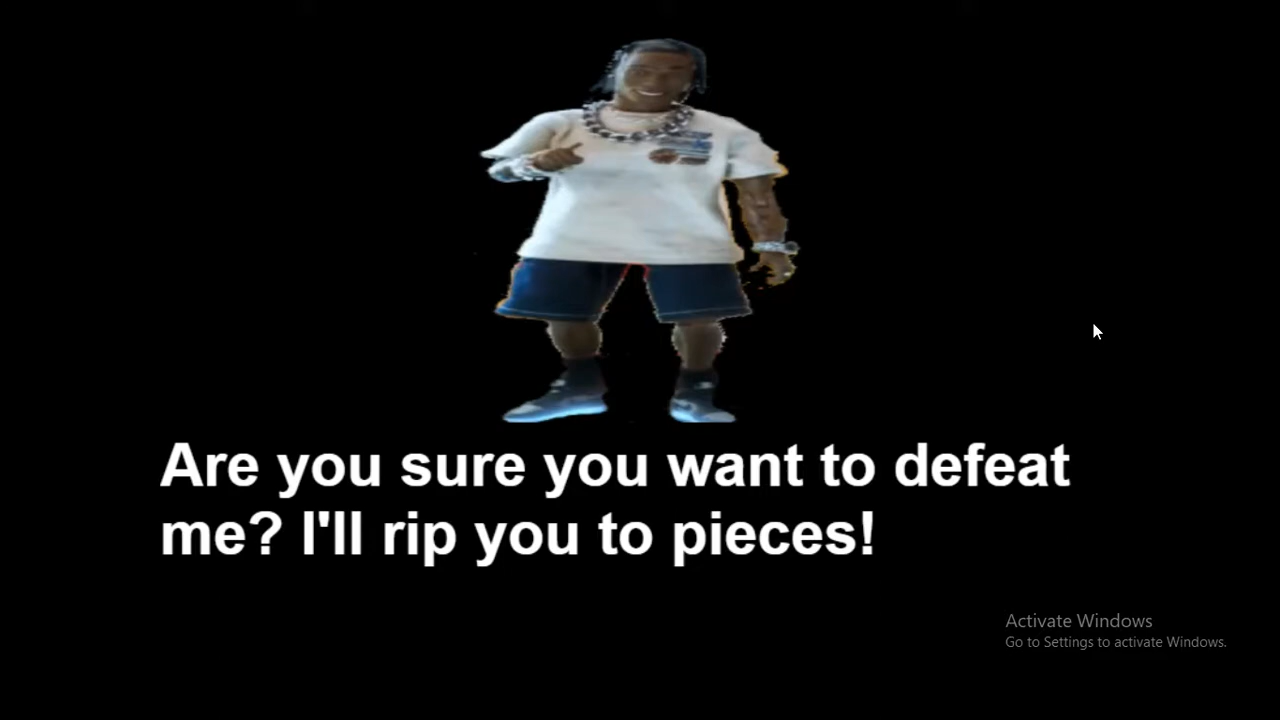 Are you sure you want to defeat
me? I'll rip you to pieces!
Activate Windows
Go to Settings to activate Windows.